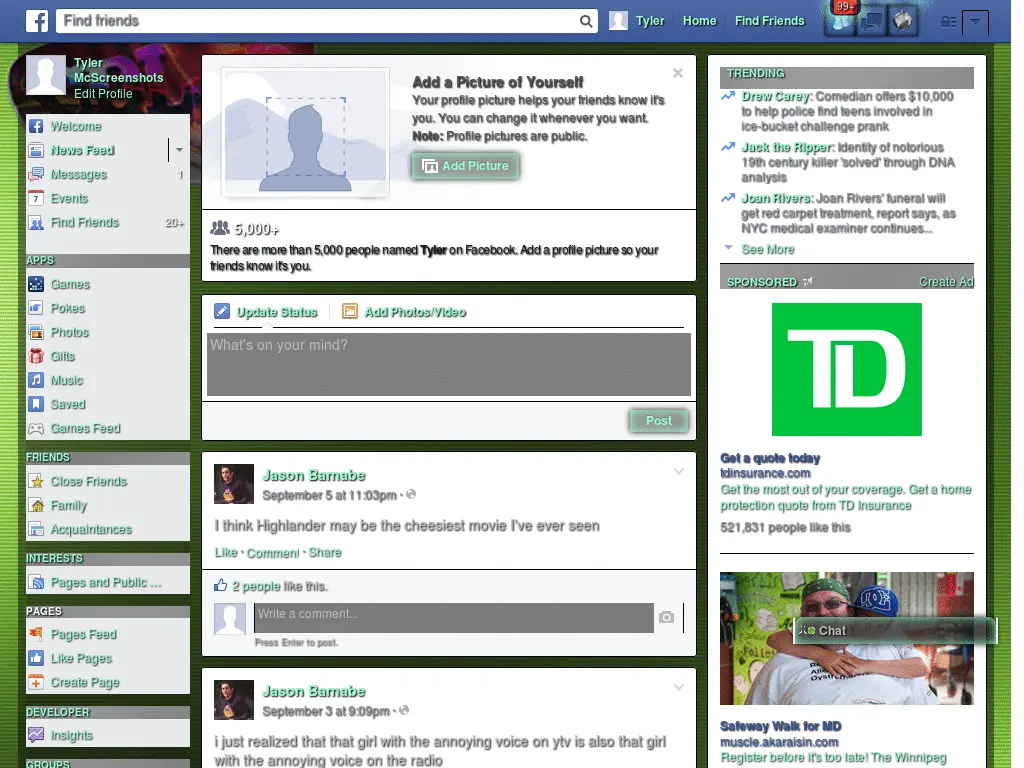 Find friends
Tyler Home Find Friends 99+
Tyler
McScreenshots
Edit Profile
Welcome
News Feed
Messages 1
Events
Find Friends 20+
APPS
Games
Pokes
Photos
Gifts
Music
Saved
Games Feed
FRIENDS
Close Friends
Family
Acquaintances
INTERESTS
Pages and Public ...
PAGES
Pages Feed
Like Pages
Create Page
DEVELOPER
Insights
GROUPS
Add a Picture of Yourself
Your profile picture helps your friends know it's
you. You can change it whenever you want.
Note: Profile pictures are public.
Add Picture
5,000+
There are more than 5,000 people named Tyler on Facebook. Add a profile picture so your
friends know it's you.
Update Status Add Photos/Video
What's on your mind?
Post
Jason Barnabe
September 5 at 11:03pm ·
I think Highlander may be the cheesiest movie I've ever seen
Like · Comment · Share
2 people like this.
Write a comment...
Press Enter to post.
Jason Barnabe
September 3 at 9:09pm ·
i just realized that that girl with the annoying voice on ytv is also that girl
with the annoying voice on the radio
TRENDING
Drew Carey: Comedian offers $10,000
to help police find teens involved in
ice-bucket challenge prank
Jack the Ripper: Identity of notorious
19th century killer 'solved' through DNA
analysis
Joan Rivers: Joan Rivers' funeral will
get red carpet treatment, report says, as
NYC medical examiner continues...
See More
SPONSORED Create Ad
TD
Get a quote today
tdinsurance.com
Get the most out of your coverage. Get a home
protection quote from TD Insurance
521,831 people like this
Chat
Safeway Walk for MD
muscle.akaraisin.com
Register before it's too late! The Winnipeg